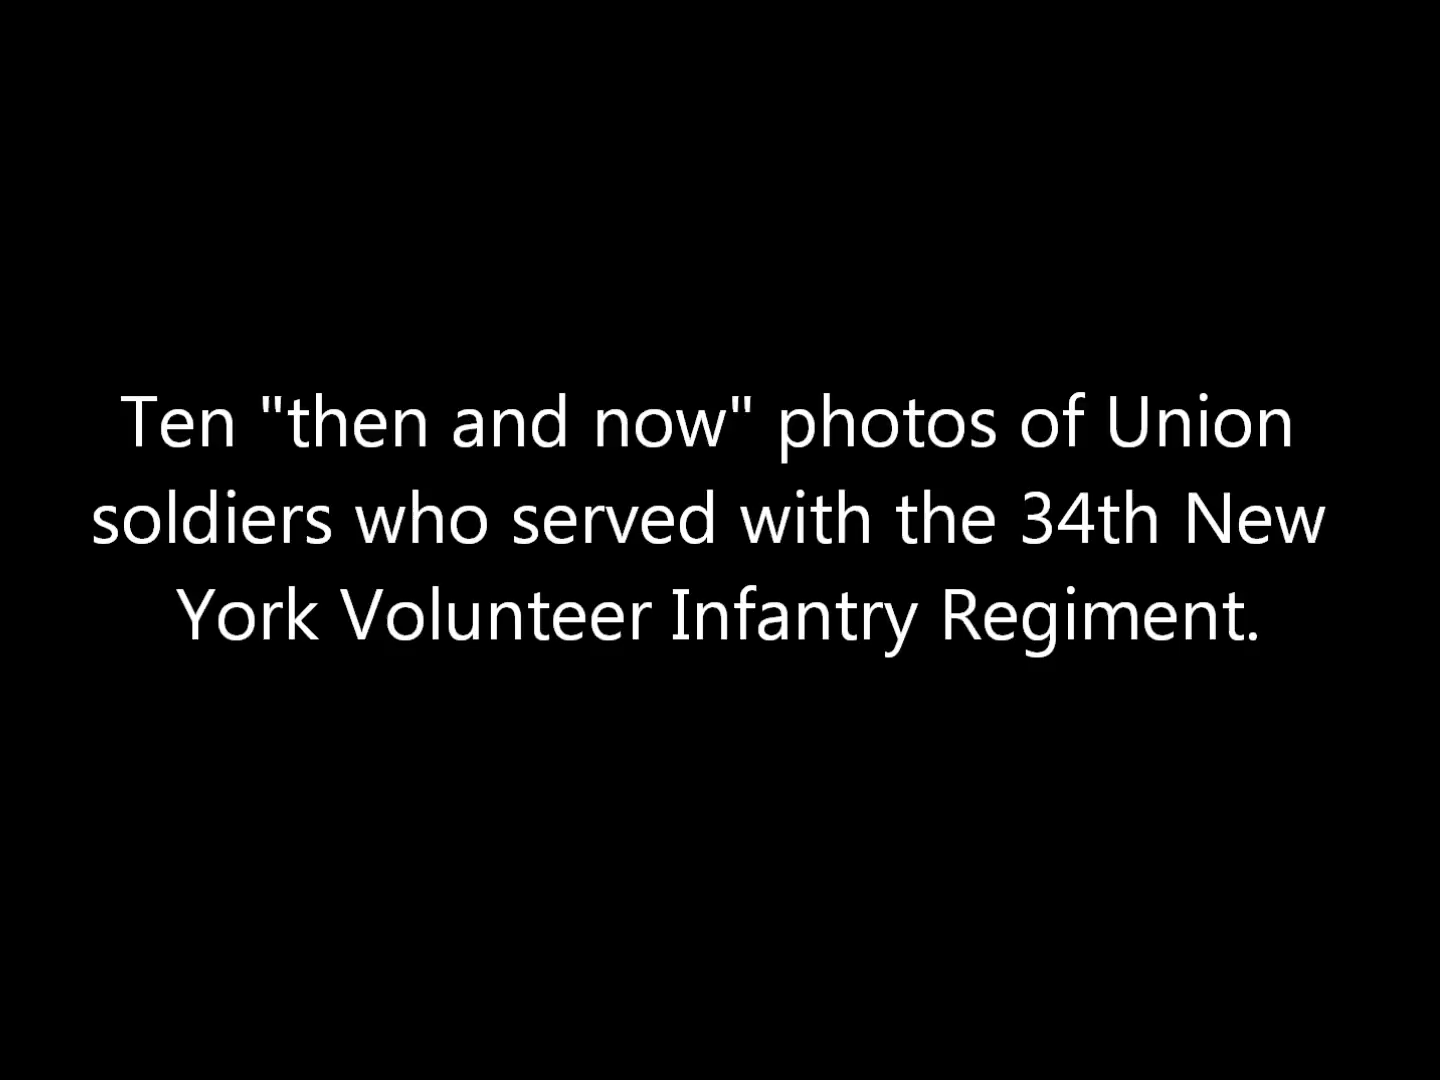 Ten "then and now" photos of Union
soldiers who served with the 34th New
York Volunteer Infantry Regiment.